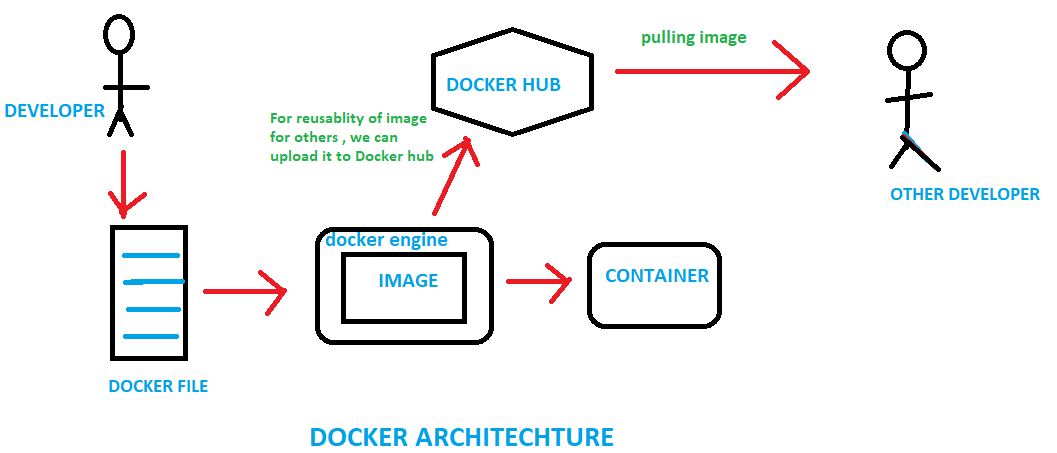 pulling image
DOCKER HUB
DEVELOPER
For reusablity of image
for others , we can
upload it to Docker hub
OTHER DEVELOPER
docker engine
IMAGE
CONTAINER
DOCKER FILE
DOCKER ARCHITECHTURE